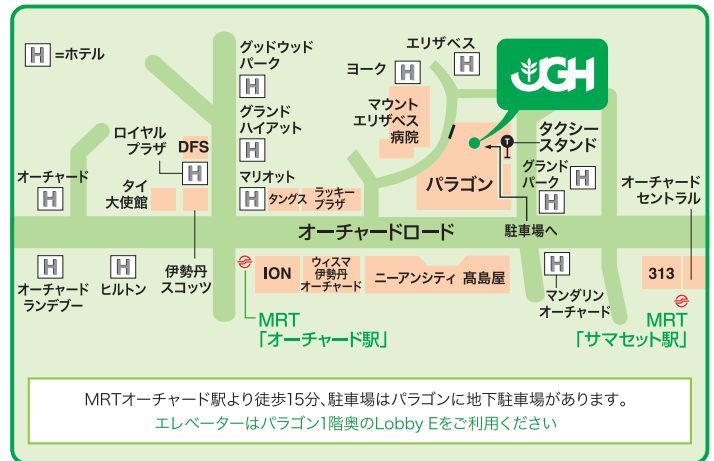 H =ホテル
グッドウッド
パーク
H
グランド
ハイアット
H
エリザベス
H
ヨーク
H
JGH
マウント
エリザベス
病院
T
タクシー
スタンド
ロイヤル
プラザ
DFS
H
パラゴン
グランド
パーク
H
H
オーチャード
セントラル
オーチャード
H
タイ
大使館
マリオット
H
タングス
ラッキー
プラザ
オーチャードロード
駐車場へ
H
オーチャード
ランデブー
H
ヒルトン
伊勢丹
スコッツ
ION
ウィスマ
伊勢丹
オーチャード
ニーアンシティ 髙島屋
H
マンダリン
オーチャード
313
MRT
「オーチャード駅」
MRT
「サマセット駅」
MRTオーチャード駅より徒歩15分、駐車場はパラゴンに地下駐車場があります。
エレベーターはパラゴン1階奥のLobby Eをご利用ください